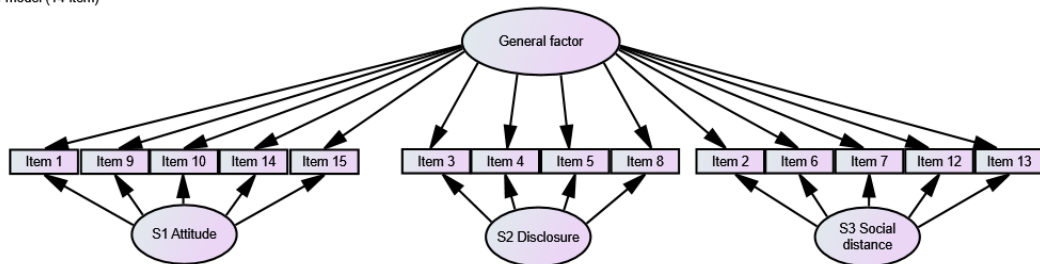 model (14 item)
General factor
Item 1 Item 9 Item 10 Item 14 Item 15 Item 3 Item 4 Item 5 Item 8 Item 2 Item 6 Item 7 Item 12 Item 13
S1 Attitude
S2 Disclosure
S3 Social
distance